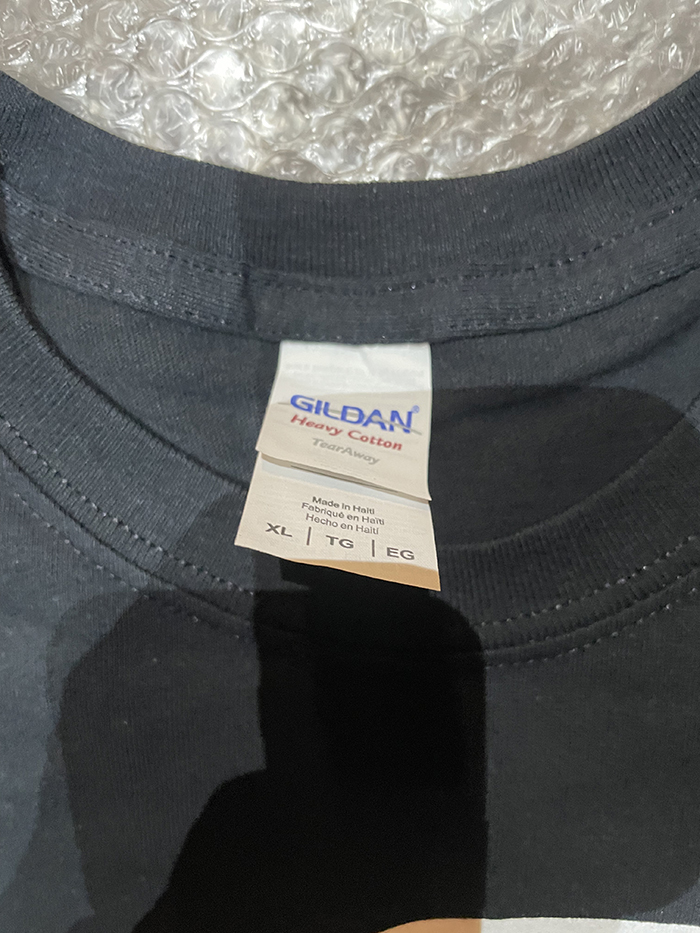 GILDAN®
Heavy Cotton
TearAway
Made in Haiti
Fabriqué en Haïti
Hecho en Haití
XL | TG | EG